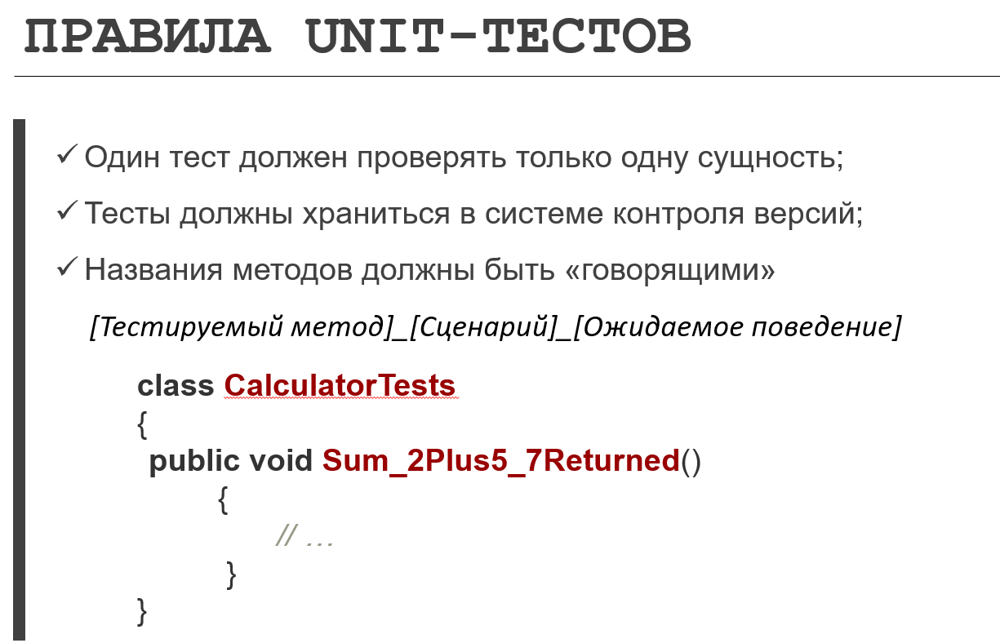 ПРАВИЛА UNIT-ТЕСТОВ
✓ Один тест должен проверять только одну сущность;
✓ Тесты должны храниться в системе контроля версий;
✓ Названия методов должны быть «говорящими»
[Тестируемый метод]_[Сценарий]_[Ожидаемое поведение]
class CalculatorTests
{
public void Sum_2Plus5_7Returned()
{
// …
}
}